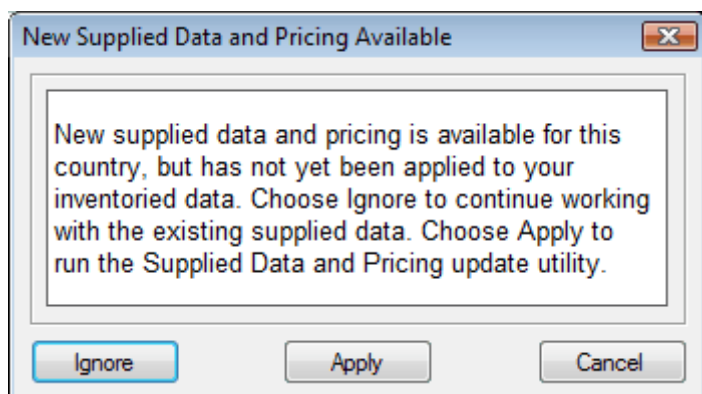 New Supplied Data and Pricing Available
New supplied data and pricing is available for this
country, but has not yet been applied to your
inventoried data. Choose Ignore to continue working
with the existing supplied data. Choose Apply to
run the Supplied Data and Pricing update utility.
Ignore Apply Cancel